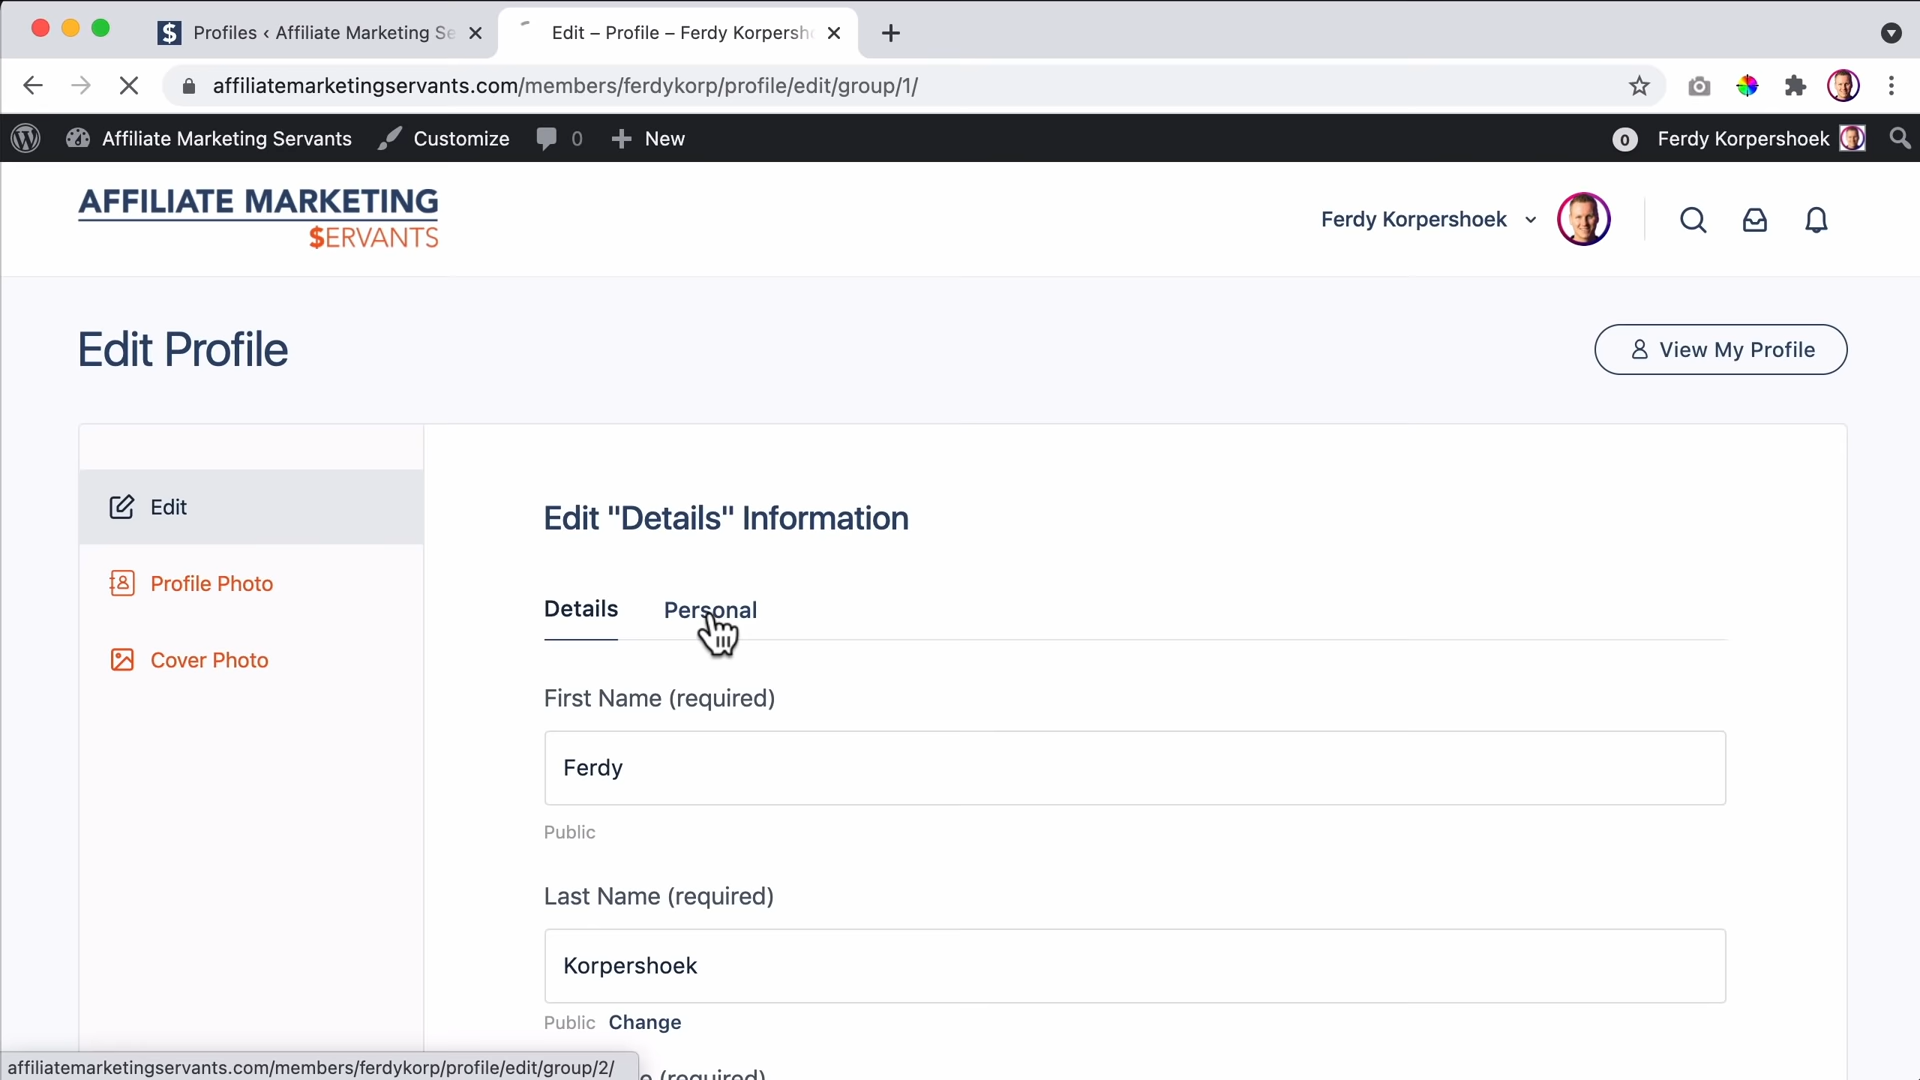 Profiles ‹ Affiliate Marketing Se
Edit – Profile – Ferdy Korpersh
affiliatemarketingservants.com/members/ferdykorp/profile/edit/group/1/
Affiliate Marketing Servants
Customize
0
New
0
Ferdy Korpershoek
AFFILIATE MARKETING
$ERVANTS
Ferdy Korpershoek
Edit Profile
View My Profile
Edit
Profile Photo
Cover Photo
Edit "Details" Information
Details
Personal
First Name (required)
Ferdy
Public
Last Name (required)
Korpershoek
Public Change
(required)
affiliatemarketingservants.com/members/ferdykorp/profile/edit/group/2/